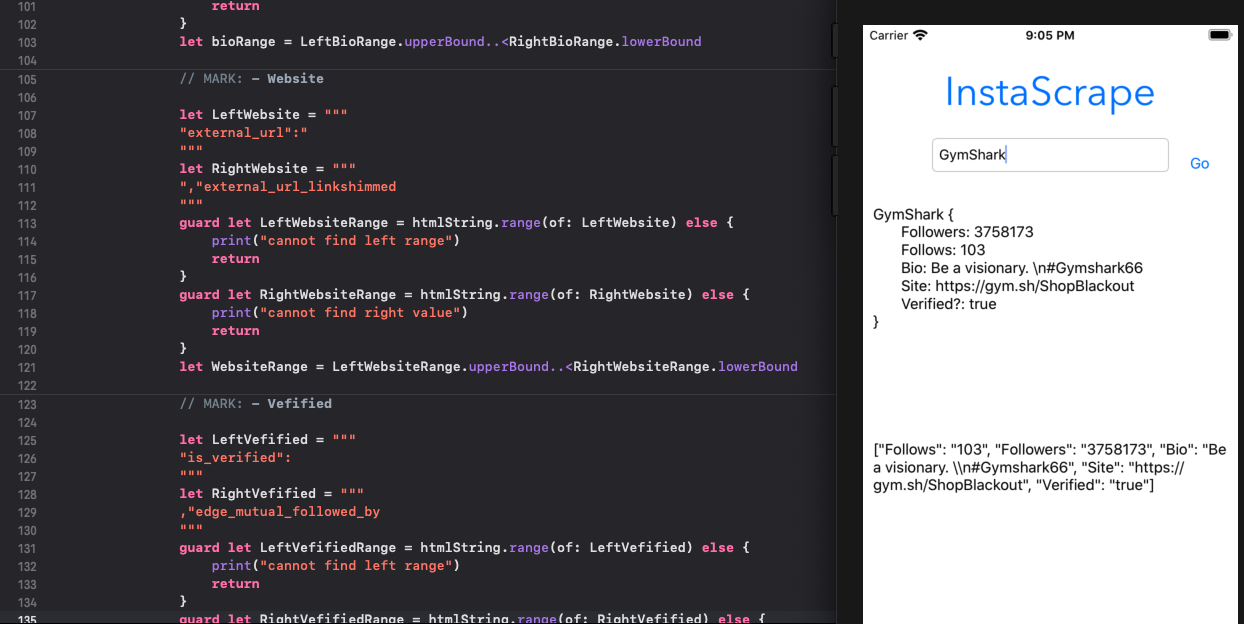 101 return
102 }
103 let bioRange = LeftBioRange.upperBound..<RightBioRange.lowerBound
104
105 // MARK: - Website
106
107 let LeftWebsite = """
108 "external_url":"
109 """
110 let RightWebsite = """
111 ","external_url_linkshimmed
112 """
113 guard let LeftWebsiteRange = htmlString.range(of: LeftWebsite) else {
114 print("cannot find left range")
115 return
116 }
117 guard let RightWebsiteRange = htmlString.range(of: RightWebsite) else {
118 print("cannot find right value")
119 return
120 }
121 let WebsiteRange = LeftWebsiteRange.upperBound..<RightWebsiteRange.lowerBound
122
123 // MARK: - Vefified
124
125 let LeftVefified = """
126 "is_verified":
127 """
128 let RightVefified = """
129 ,"edge_mutual_followed_by
130 """
131 guard let LeftVefifiedRange = htmlString.range(of: LeftVefified) else {
132 print("cannot find left range")
133 return
134 }
135 guard let RightVefifiedRange = htmlString.range(of: RightVefified) else {
Carrier 9:05 PM
InstaScrape
GymShark
Go
GymShark {
Followers: 3758173
Follows: 103
Bio: Be a visionary. \n#Gymshark66
Site: https://gym.sh/ShopBlackout
Verified?: true
}
["Follows": "103", "Followers": "3758173", "Bio": "Be
a visionary. \\n#Gymshark66", "Site": "https://
gym.sh/ShopBlackout", "Verified": "true"]